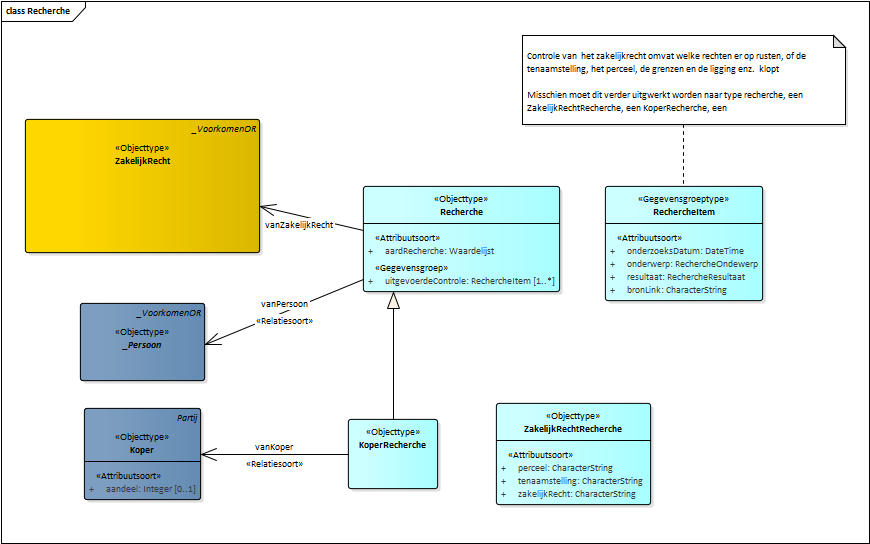 class Recherche
Controle van het zakelijkrecht omvat welke rechten er op rusten, of de
tenaamstelling, het perceel, de grenzen en de ligging enz. klopt
Misschien moet dit verder uitgwerkt worden naar type recherche, een
ZakelijkRechtRecherche, een KoperRecherche, een
_VoorkomenOR
«Objecttype»
ZakelijkRecht
vanZakelijkRecht
«Objecttype»
Recherche
«Attribuutsoort»
+ aardRecherche: Waardelijst
«Gegevensgroep»
+ uitgevoerdeControle: RechercheItem [1..*]
«Gegevensgroeptype»
RechercheItem
«Attribuutsoort»
+ onderzoeksDatum: DateTime
+ onderwerp: RechercheOndewerp
+ resultaat: RechercheResultaat
+ bronLink: CharacterString
_VoorkomenOR
«Objecttype»
_Persoon
vanPersoon
«Relatiesoort»
Partij
«Objecttype»
Koper
«Attribuutsoort»
+ aandeel: Integer [0..1]
vanKoper
«Relatiesoort»
«Objecttype»
KoperRecherche
«Objecttype»
ZakelijkRechtRecherche
«Attribuutsoort»
+ perceel: CharacterString
+ tenaamstelling: CharacterString
+ zakelijkRecht: CharacterString